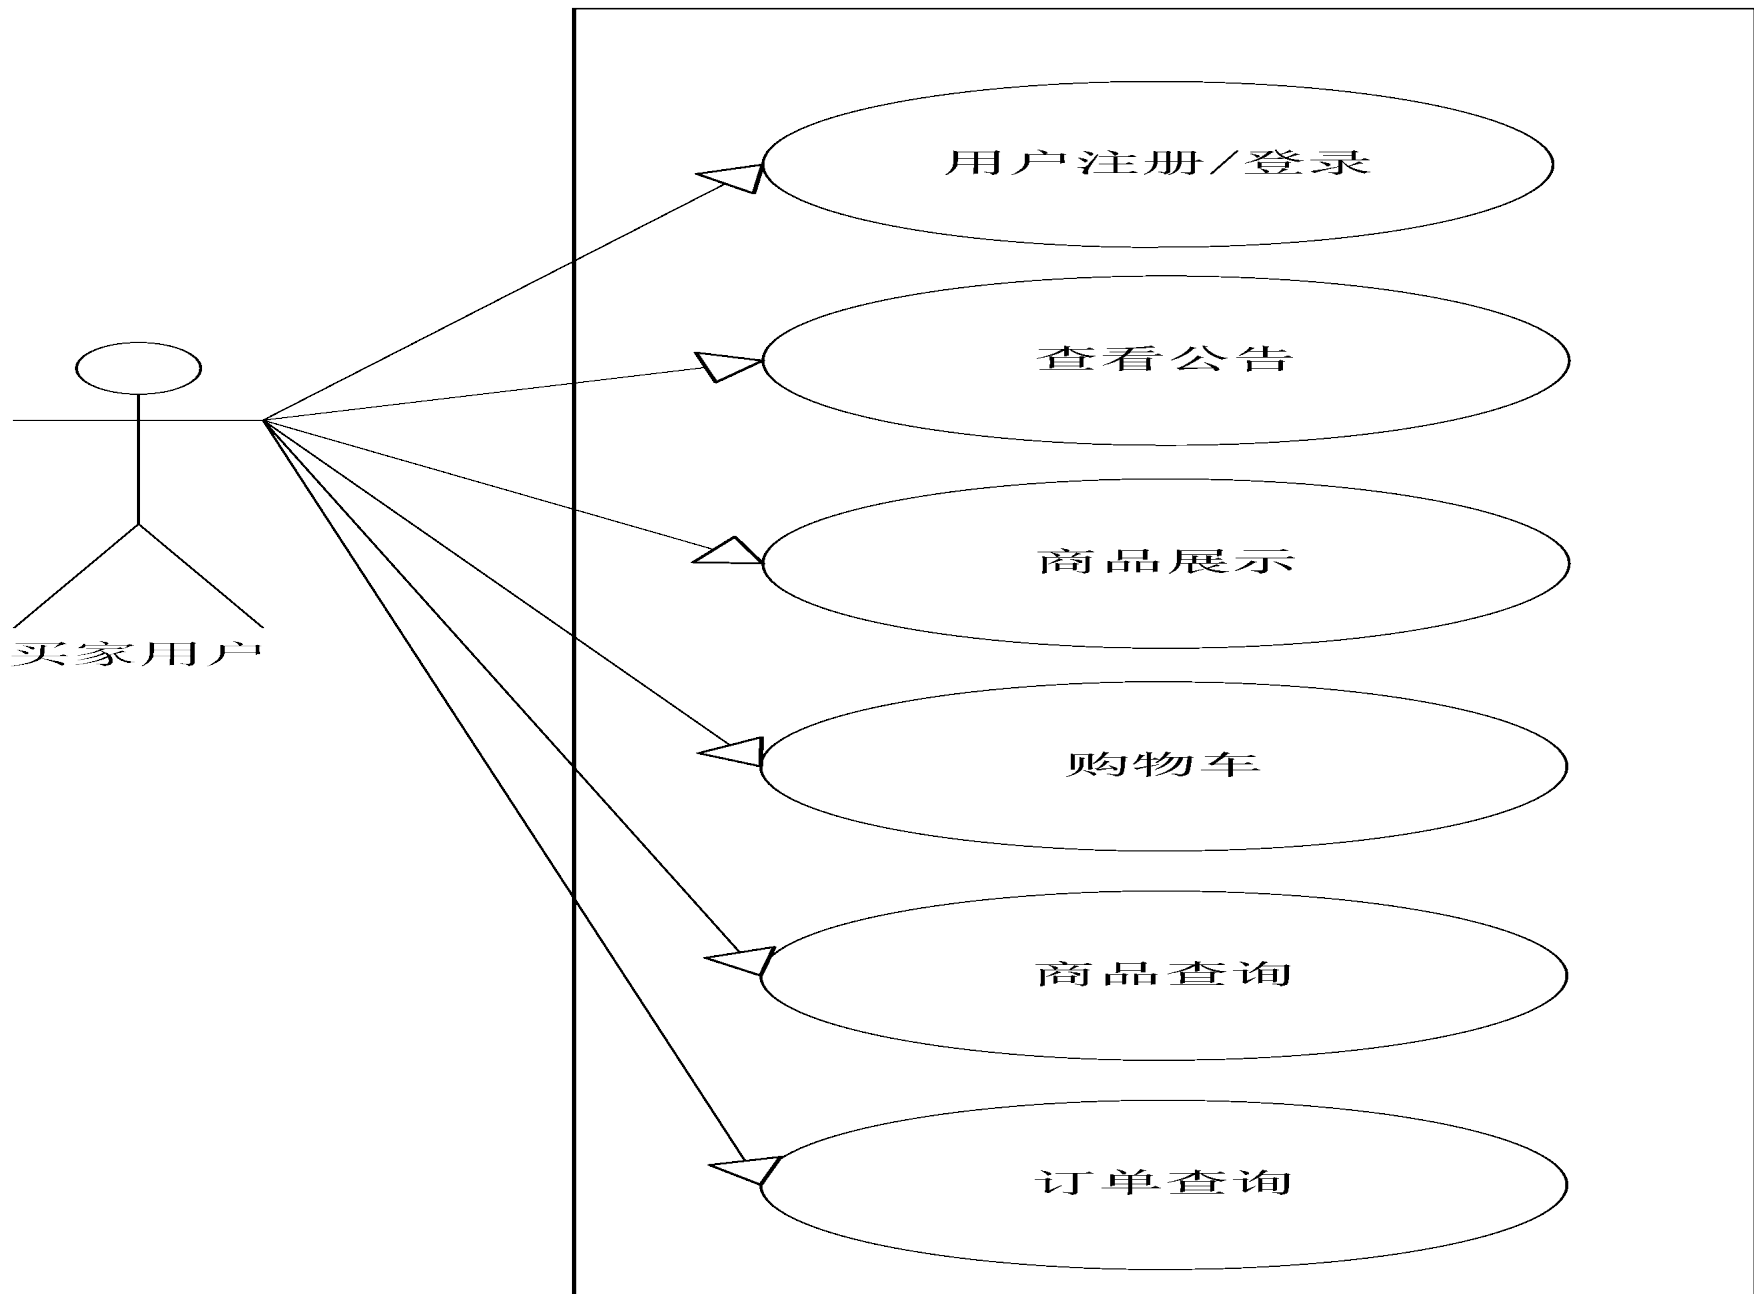 用户注册/登录
查看公告
商品展示
买家用户
购物车
商品查询
订单查询